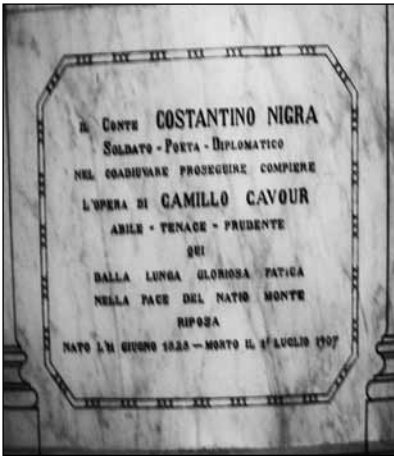 IL CONTE COSTANTINO NIGRA
SOLDATO - POETA - DIPLOMATICO
NEL COADIUVARE PROSEGUIRE COMPIERE
L'OPERA DI CAMILLO CAVOUR
ABILE - TENACE - PRUDENTE
QUI
DALLA LUNGA GLORIOSA FATICA
NELLA PACE DEL NATIO MONTE
RIPOSA
NATO L'11 GIUGNO 1828 — MORTO IL 1° LUGLIO 1907